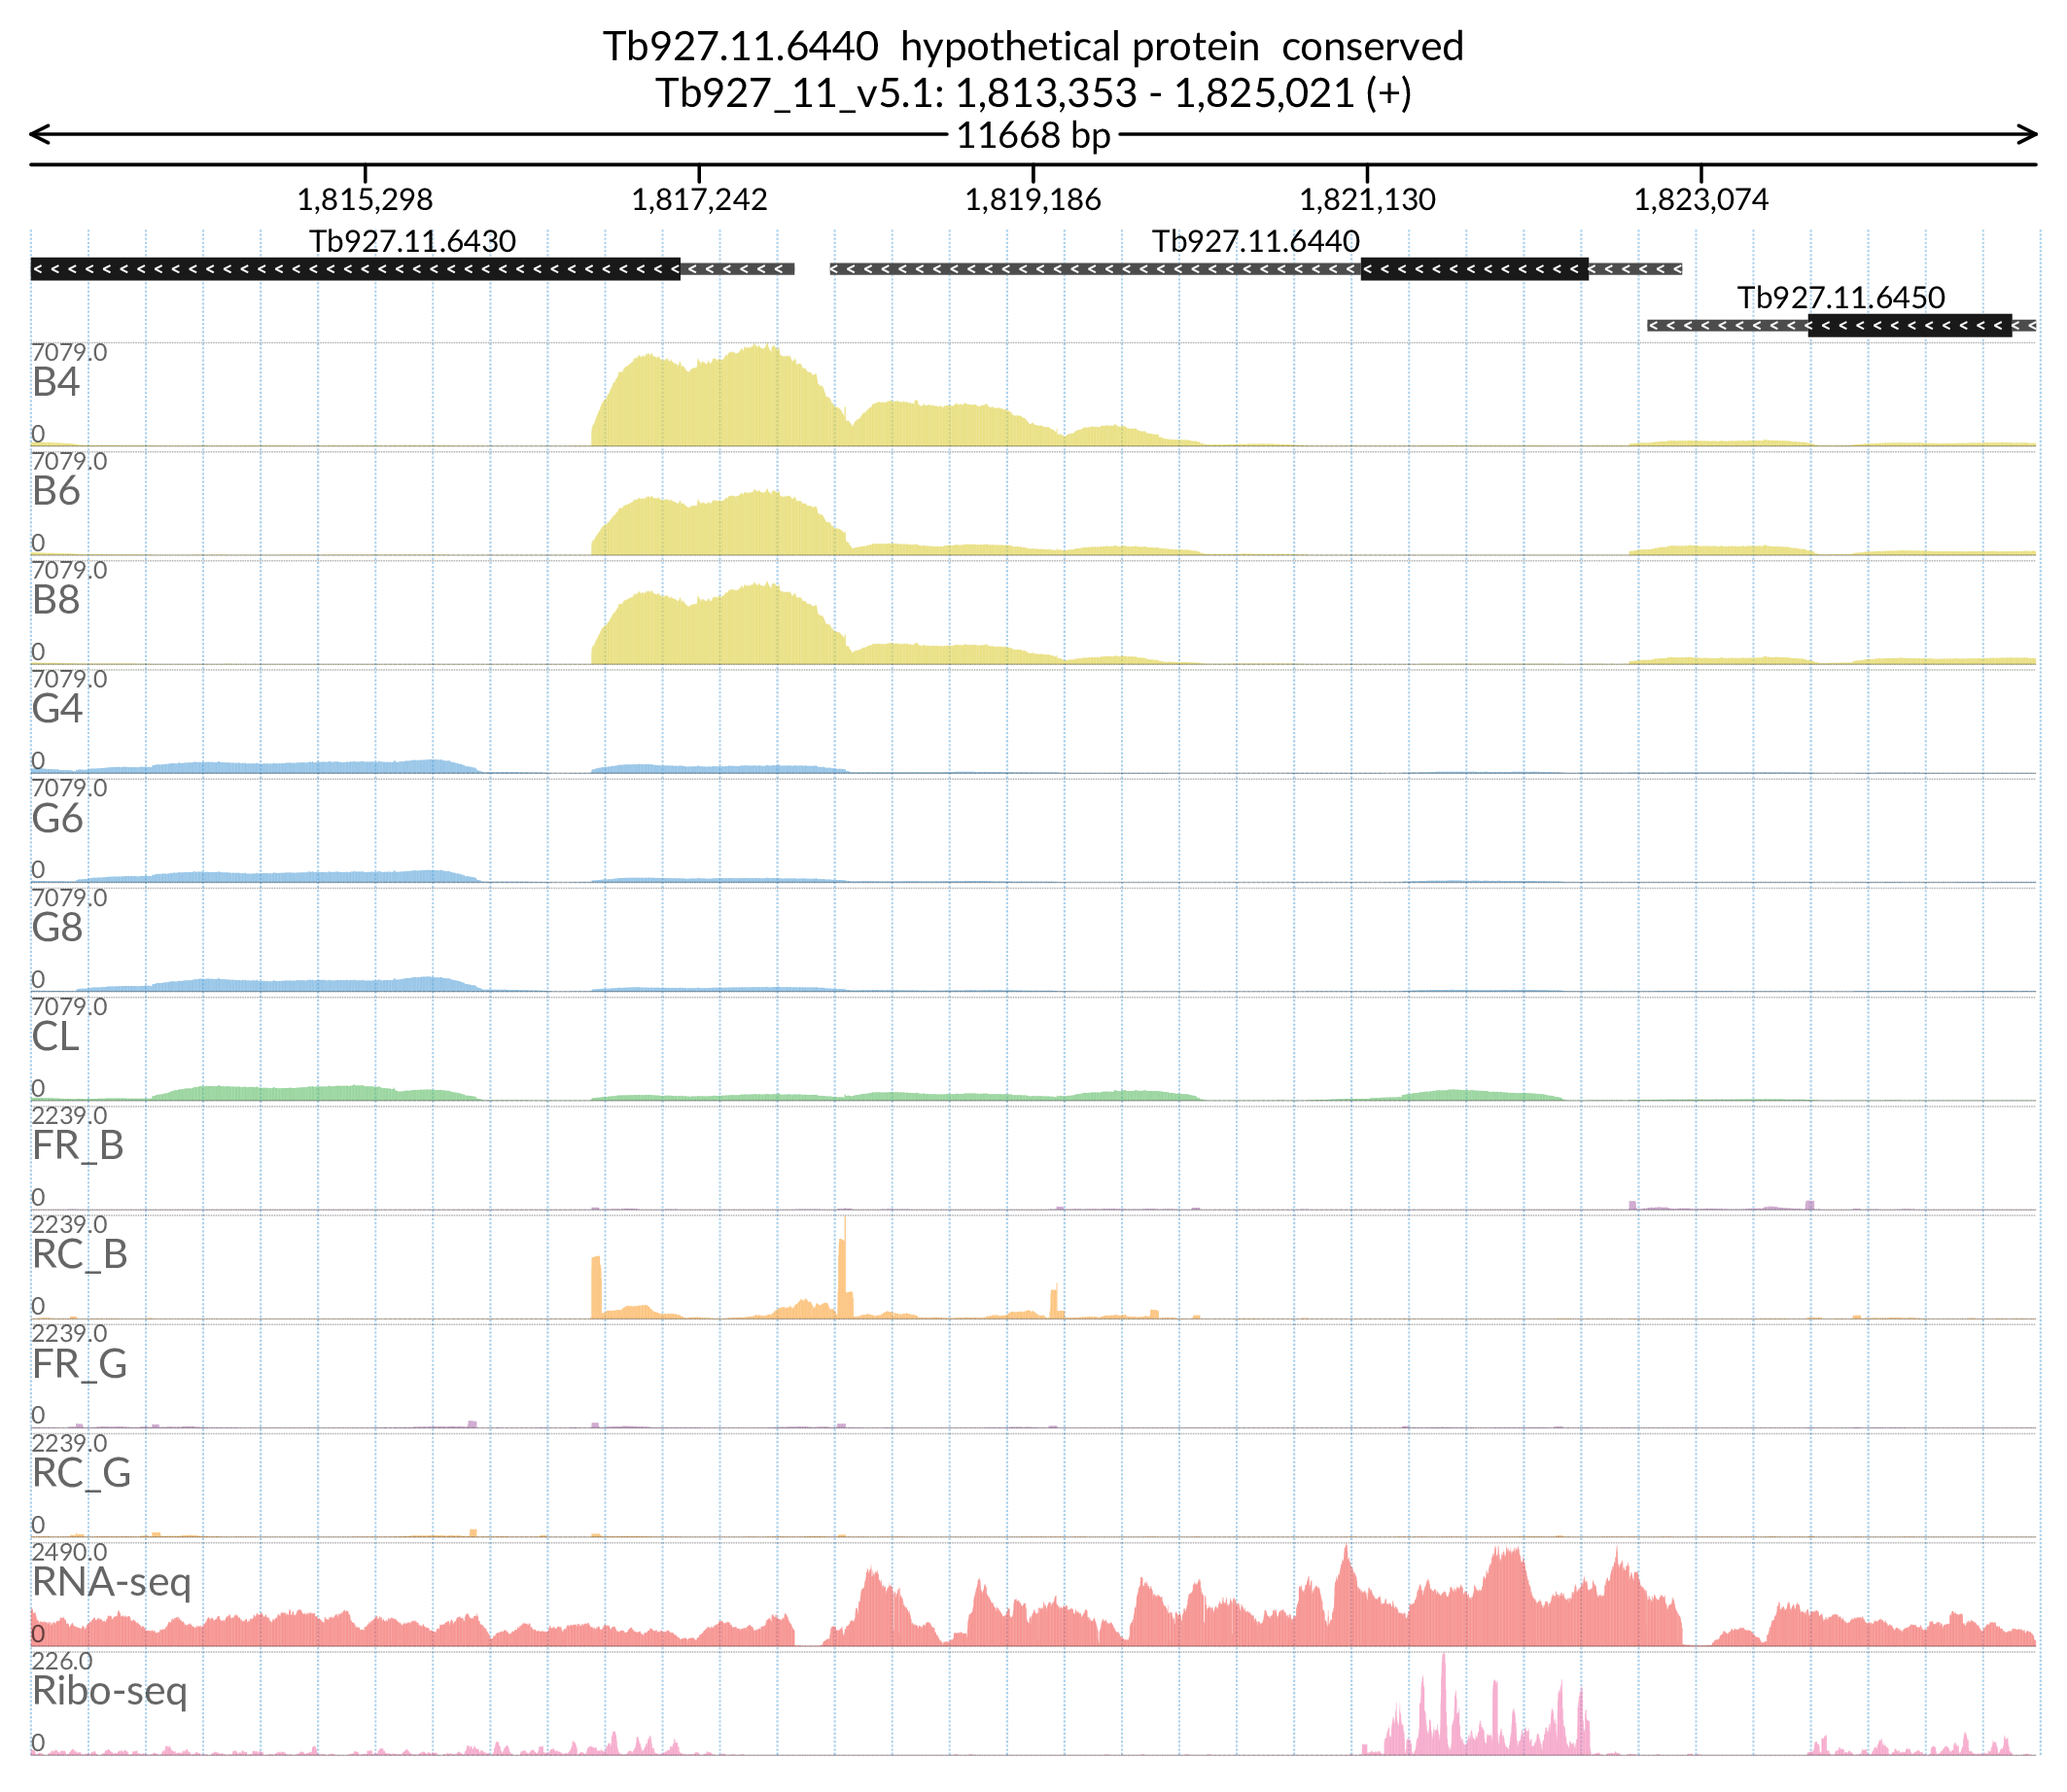 Tb927.11.6440 hypothetical protein conserved
Tb927_11_v5.1: 1,813,353 - 1,825,021 (+)
11668 bp
1,815,298 1,817,242 1,819,186 1,821,130 1,823,074
Tb927.11.6430 Tb927.11.6440
Tb927.11.6450
7079.0
B4
0
7079.0
B6
0
7079.0
B8
0
7079.0
G4
0
7079.0
G6
0
7079.0
G8
0
7079.0
CL
0
2239.0
FR_B
0
2239.0
RC_B
0
2239.0
FR_G
0
2239.0
RC_G
0
2490.0
RNA-seq
0
226.0
Ribo-seq
0